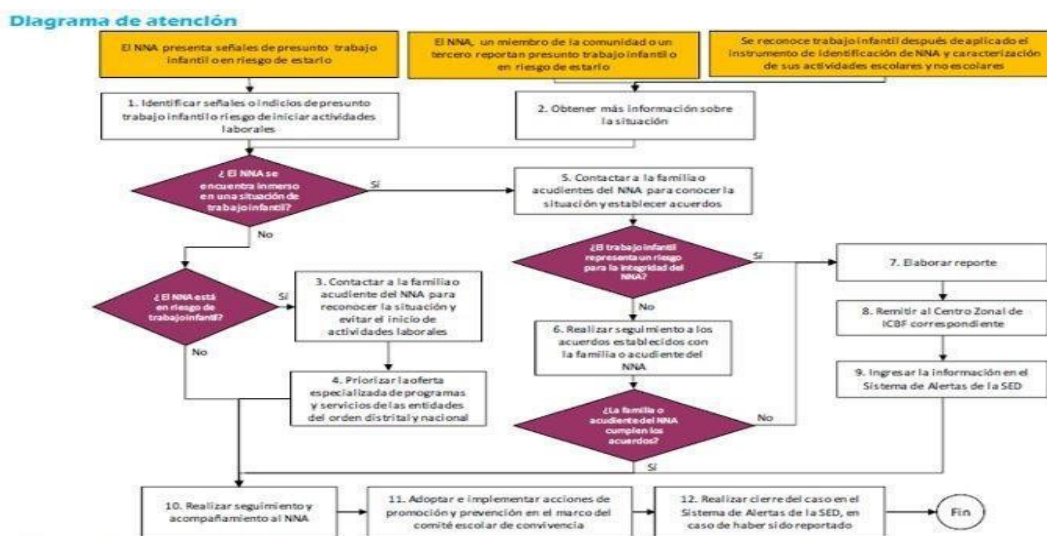 Diagrama de atención
El NNA presenta señales de presunto trabajo
infantil o en riesgo de estarlo
El NNA, un miembro de la comunidad o un
tercero reportan presunto trabajo infantil o
en riesgo de estarlo
Se reconoce trabajo infantil después de aplicado el
instrumento de identificación de NNA y caracterización
de sus actividades escolares y no escolares
1. Identificar señales o indicios de presunto
trabajo infantil o riesgo de iniciar actividades
laborales
2. Obtener más información sobre
la situación
¿El NNA se
encuentra inmerso
en una situación de
trabajo infantil?
Sí
No
5. Contactar a la familia o
acudientes del NNA para conocer la
situación y establecer acuerdos
¿El trabajo infantil
representa un riesgo
para la integridad del
NNA?
Sí
No
7. Elaborar reporte
¿El NNA está
en riesgo de
trabajo infantil?
Sí
No
3. Contactar a la familia o
acudiente del NNA para
reconocer la situación y
evitar el inicio de
actividades laborales
6. Realizar seguimiento a los
acuerdos establecidos con
la familia o acudiente del
NNA
8. Remitir al Centro Zonal de
ICBF correspondiente
9. Ingresar la información en el
Sistema de Alertas de la SED
4. Priorizar la oferta
especializada de programas
y servicios de las entidades
del orden distrital y nacional
¿La familia o
acudiente del NNA
cumplen los
acuerdos?
No
Sí
10. Realizar seguimiento y
acompañamiento al NNA
11. Adoptar e implementar acciones de
promoción y prevención en el marco del
comité escolar de convivencia
12. Realizar cierre del caso en el
Sistema de Alertas de la SED, en
caso de haber sido reportado
Fin